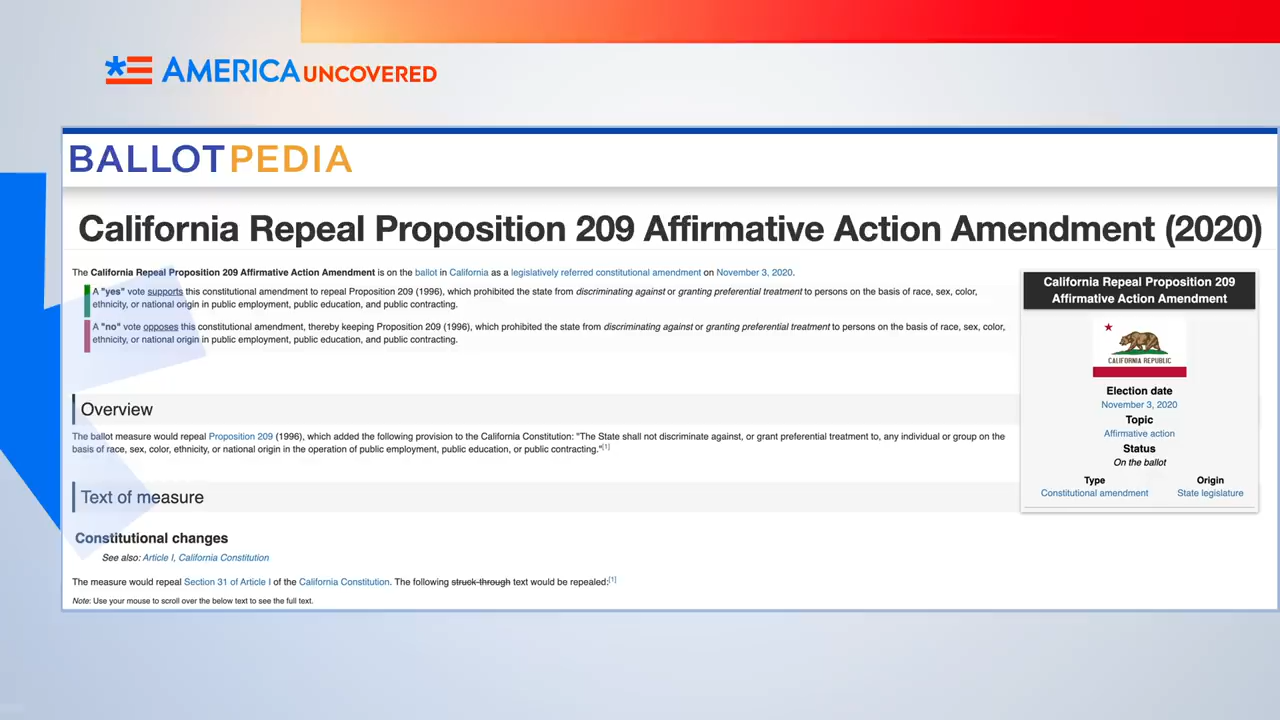 AMERICA UNCOVERED
BALLOTPEDIA
California Repeal Proposition 209 Affirmative Action Amendment (2020)
The California Repeal Proposition 209 Affirmative Action Amendment is on the ballot in California as a legislatively referred constitutional amendment on November 3, 2020.
A "yes" vote supports this constitutional amendment to repeal Proposition 209 (1996), which prohibited the state from discriminating against or granting preferential treatment to persons on the basis of race, sex, color,
ethnicity, or national origin in public employment, public education, and public contracting.
A "no" vote opposes this constitutional amendment, thereby keeping Proposition 209 (1996), which prohibited the state from discriminating against or granting preferential treatment to persons on the basis of race, sex, color,
ethnicity, or national origin in public employment, public education, and public contracting.
Overview
The ballot measure would repeal Proposition 209 (1996), which added the following provision to the California Constitution: "The State shall not discriminate against, or grant preferential treatment to, any individual or group on the
basis of race, sex, color, ethnicity, or national origin in the operation of public employment, public education, or public contracting."[1]
Text of measure
Constitutional changes
See also: Article I, California Constitution
The measure would repeal Section 31 of Article I of the California Constitution. The following struck-through text would be repealed:[1]
Note: Use your mouse to scroll over the below text to see the full text.
California Repeal Proposition 209
Affirmative Action Amendment
CALIFORNIA REPUBLIC
Election date
November 3, 2020
Topic
Affirmative action
Status
On the ballot
Type Origin
Constitutional amendment State legislature